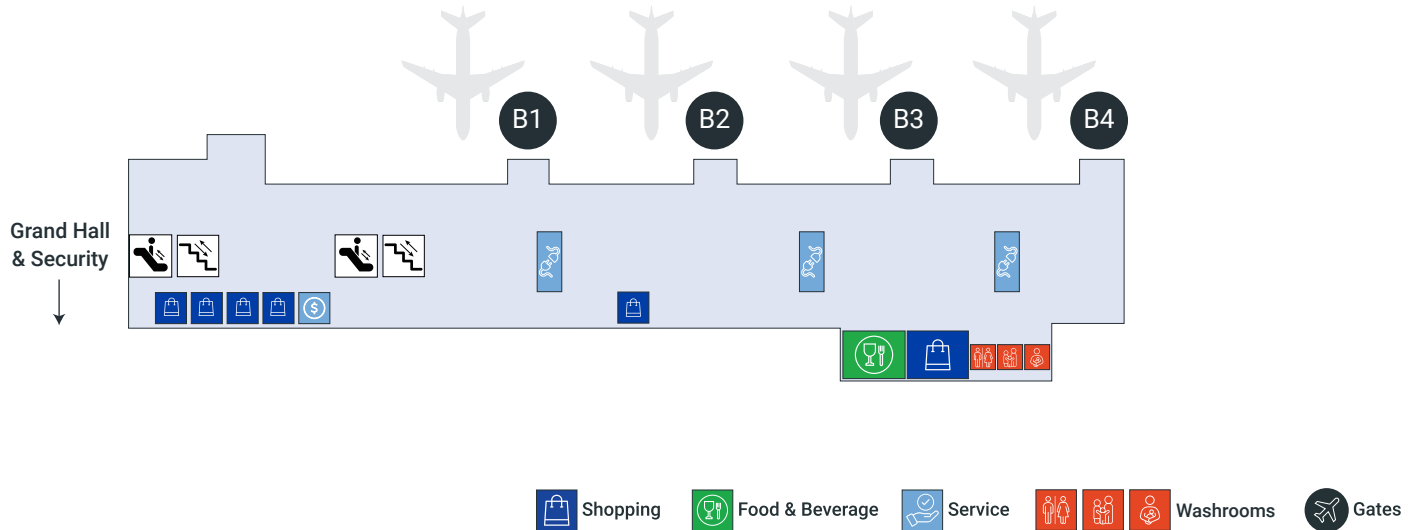 B1
B2
B3
B4
Grand Hall
& Security
$
Shopping
Food & Beverage
Service
Washrooms
Gates